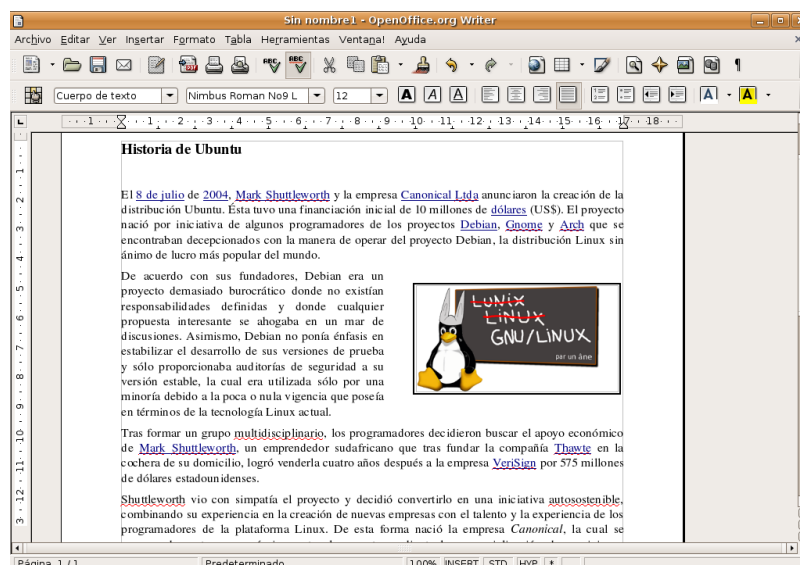 Sin nombre1 - OpenOffice.org Writer
Archivo Editar Ver Insertar Formato Tabla Herramientas Ventana! Ayuda
Cuerpo de texto Nimbus Roman No9 L 12
Historia de Ubuntu
El 8 de julio de 2004, Mark Shuttleworth y la empresa Canonical Ltda anunciaron la creación de la
distribución Ubuntu. Ésta tuvo una financiación inicial de 10 millones de dólares (US$). El proyecto
nació por iniciativa de algunos programadores de los proyectos Debian, Gnome y Arch que se
encontraban decepcionados con la manera de operar del proyecto Debian, la distribución Linux sin
ánimo de lucro más popular del mundo.
De acuerdo con sus fundadores, Debian era un
proyecto demasiado burocrático donde no existían
responsabilidades definidas y donde cualquier
propuesta interesante se ahogaba en un mar de
discusiones. Asimismo, Debian no ponía énfasis en
estabilizar el desarrollo de sus versiones de prueba
y sólo proporcionaba auditorías de seguridad a su
versión estable, la cual era utilizada sólo por una
minoría debido a la poca o nula vigencia que poseía
en términos de la tecnología Linux actual.
LUNiX
LiNUX
GNU/LiNUX
par un âne
Tras formar un grupo multidisciplinario, los programadores decidieron buscar el apoyo económico
de Mark Shuttleworth, un emprendedor sudafricano que tras fundar la compañía Thawte en la
cochera de su domicilio, logró venderla cuatro años después a la empresa VeriSign por 575 millones
de dólares estadounidenses.
Shuttleworth vio con simpatía el proyecto y decidió convertirlo en una iniciativa autosostenible,
combinando su experiencia en la creación de nuevas empresas con el talento y la experiencia de los
programadores de la plataforma Linux. De esta forma nació la empresa Canonical, la cual se
Página 1 / 1 Predeterminado 100% INSERT STD HYP *